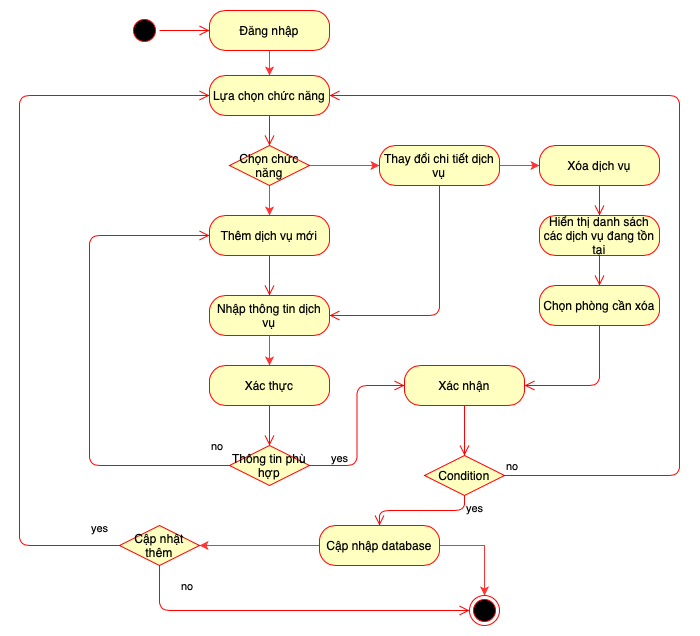 Đăng nhập
Lựa chọn chức năng
Chọn chức
năng
Thay đổi chi tiết dịch
vụ
Xóa dịch vụ
Thêm dịch vụ mới
Hiển thị danh sách
các dịch vụ đang tồn
tai
Nhập thông tin dịch
vụ
Chọn phòng cần xóa
Xác thực
Xác nhận
no
Thông tin phù
hợp
yes
Condition
no
yes
yes
Cập nhật
thêm
Cập nhập database
no